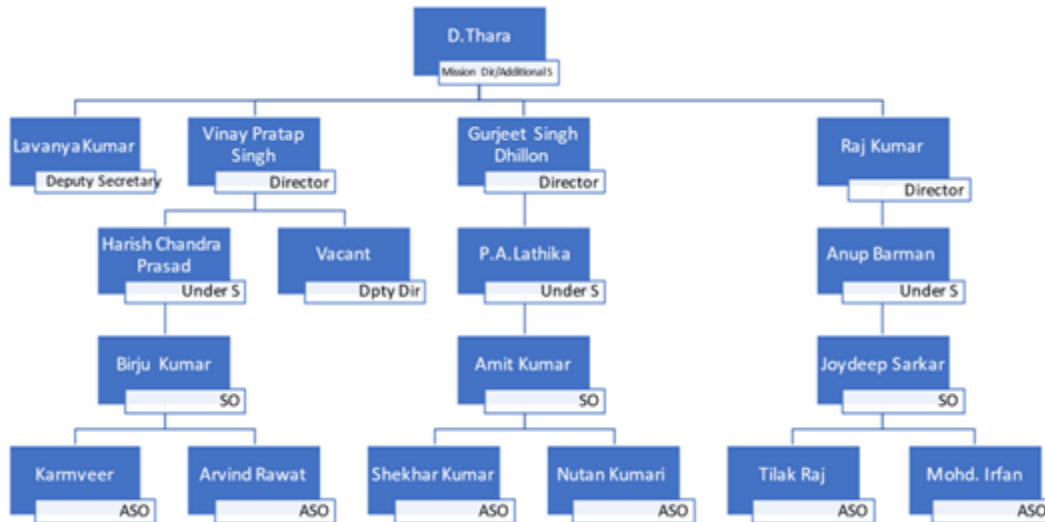 D.Thara
Mission Dir/Additional S
Lavanya Kumar
Deputy Secretary
Vinay Pratap
Singh
Director
Gurjeet Singh
Dhillon
Director
Raj Kumar
Director
Harish Chandra
Prasad
Under S
Vacant
Dpty Dir
P.A.Lathika
Under S
Anup Barman
Under S
Birju Kumar
SO
Amit Kumar
SO
Joydeep Sarkar
SO
Karmveer
ASO
Arvind Rawat
ASO
Shekhar Kumar
ASO
Nutan Kumari
ASO
Tilak Raj
ASO
Mohd. Irfan
ASO